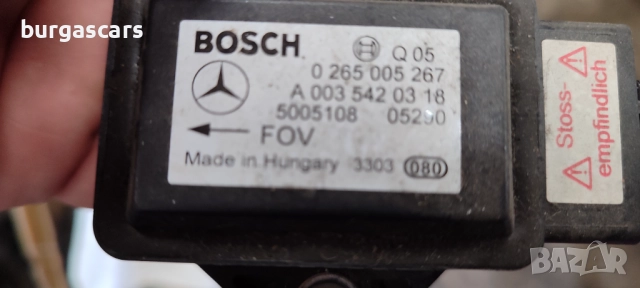 burgascars
BOSCH Q 05
0 265 005 267
A 003 542 03 18
5005108 05290
FOV
Made in Hungary 3303 080
Stoss-
empfindlich
BAZAR